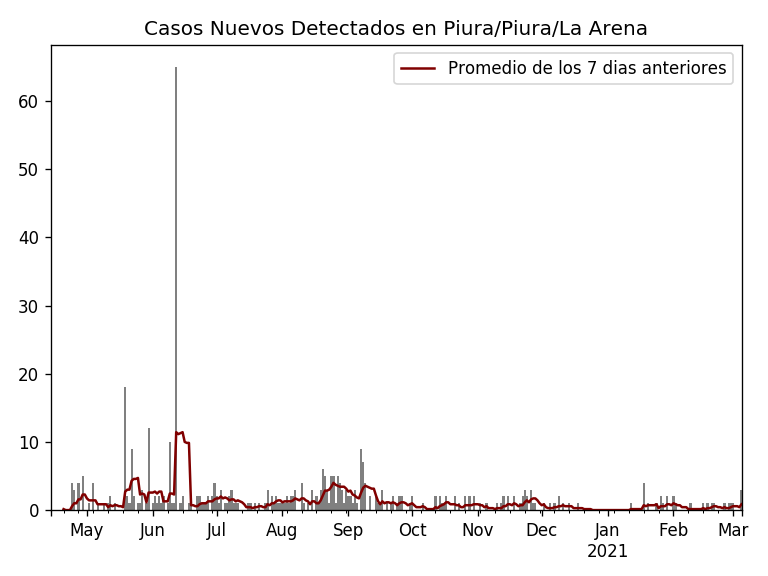 Casos Nuevos Detectados en Piura/Piura/La Arena
Promedio de los 7 dias anteriores
60
50
40
30
20
10
0
May Jun Jul Aug Sep Oct Nov Dec Jan Feb Mar
2021